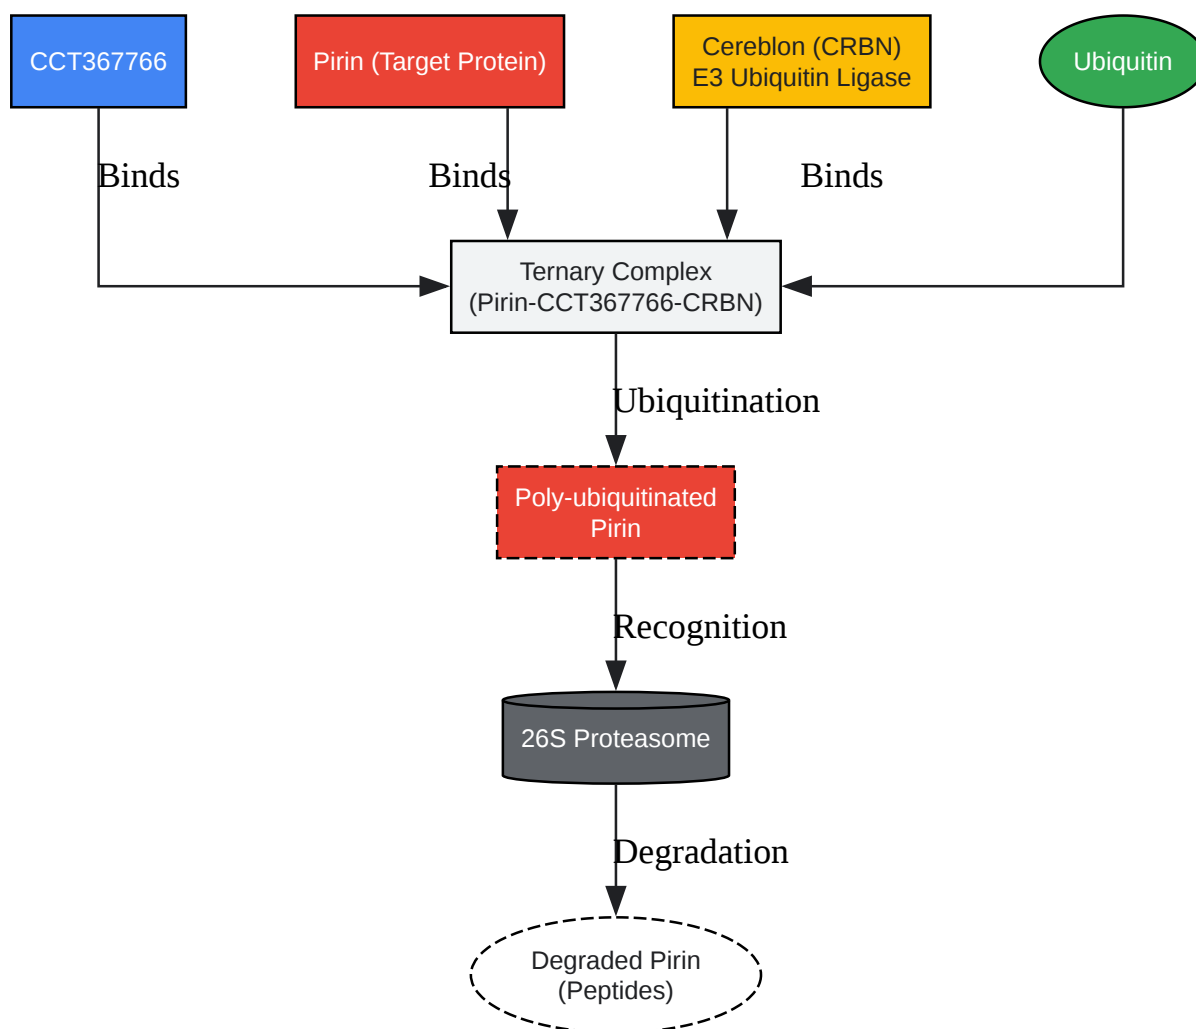 CCT367766
Pirin (Target Protein)
Cereblon (CRBN)
E3 Ubiquitin Ligase
Ubiquitin
Binds
Binds
Binds
Ternary Complex
(Pirin-CCT367766-CRBN)
Ubiquitination
Poly-ubiquitinated
Pirin
Recognition
26S Proteasome
Degradation
Degraded Pirin
(Peptides)